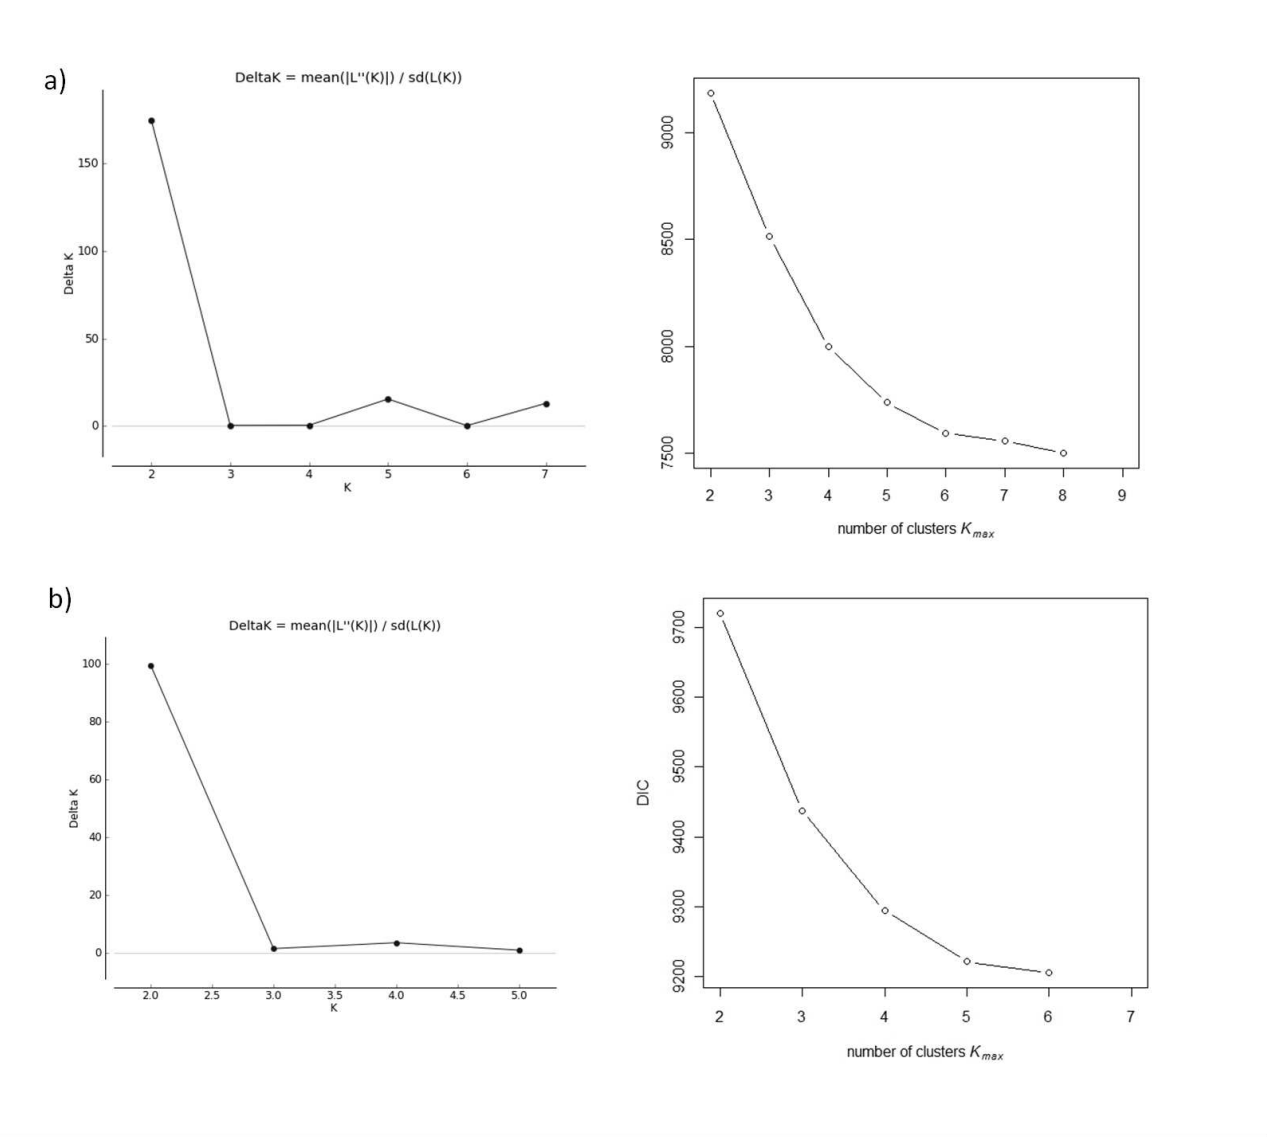 a)
DeltaK = mean(|L''(K)|) / sd(L(K))
Delta K
150
100
50
0
2 3 4 5 6 7
K
9000
8500
8000
7500
2 3 4 5 6 7 8 9
number of clusters Kmax
b)
DeltaK = mean(|L''(K)|) / sd(L(K))
Delta K
100
80
60
40
20
0
2.0 2.5 3.0 3.5 4.0 4.5 5.0
K
DIC
9700
9600
9500
9400
9300
9200
2 3 4 5 6 7
number of clusters Kmax